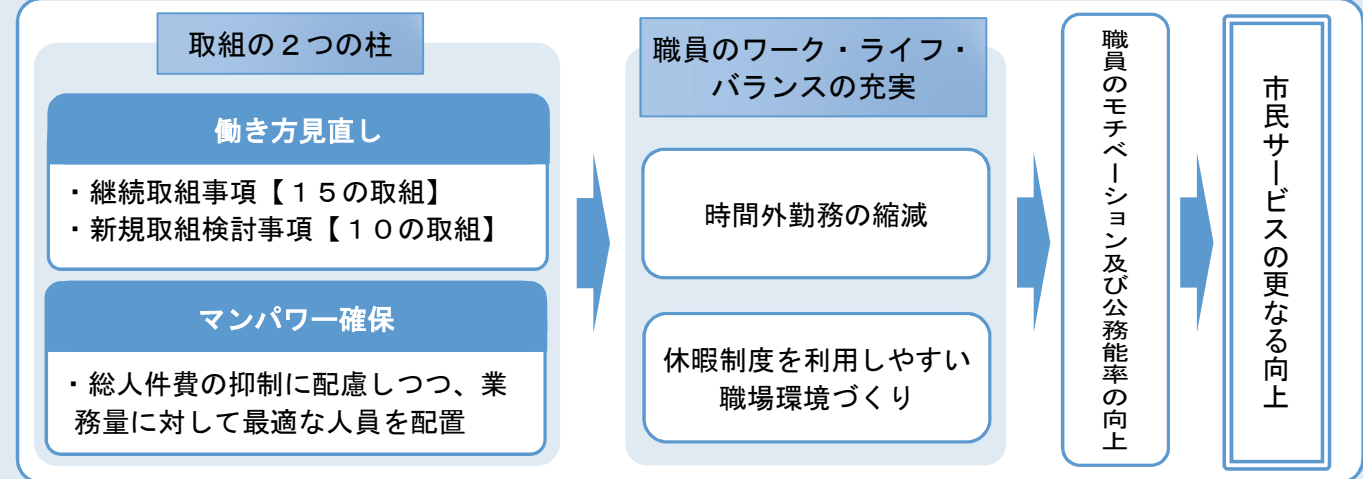 取組の２つの柱
働き方見直し
・継続取組事項【１５の取組】
・新規取組検討事項【１０の取組】
マンパワー確保
・総人件費の抑制に配慮しつつ、業
務量に対して最適な人員を配置
職員のワーク・ライフ・
バランスの充実
時間外勤務の縮減
休暇制度を利用しやすい
職場環境づくり
職員のモチベーション及び公務能率の向上
市民サービスの更なる向上